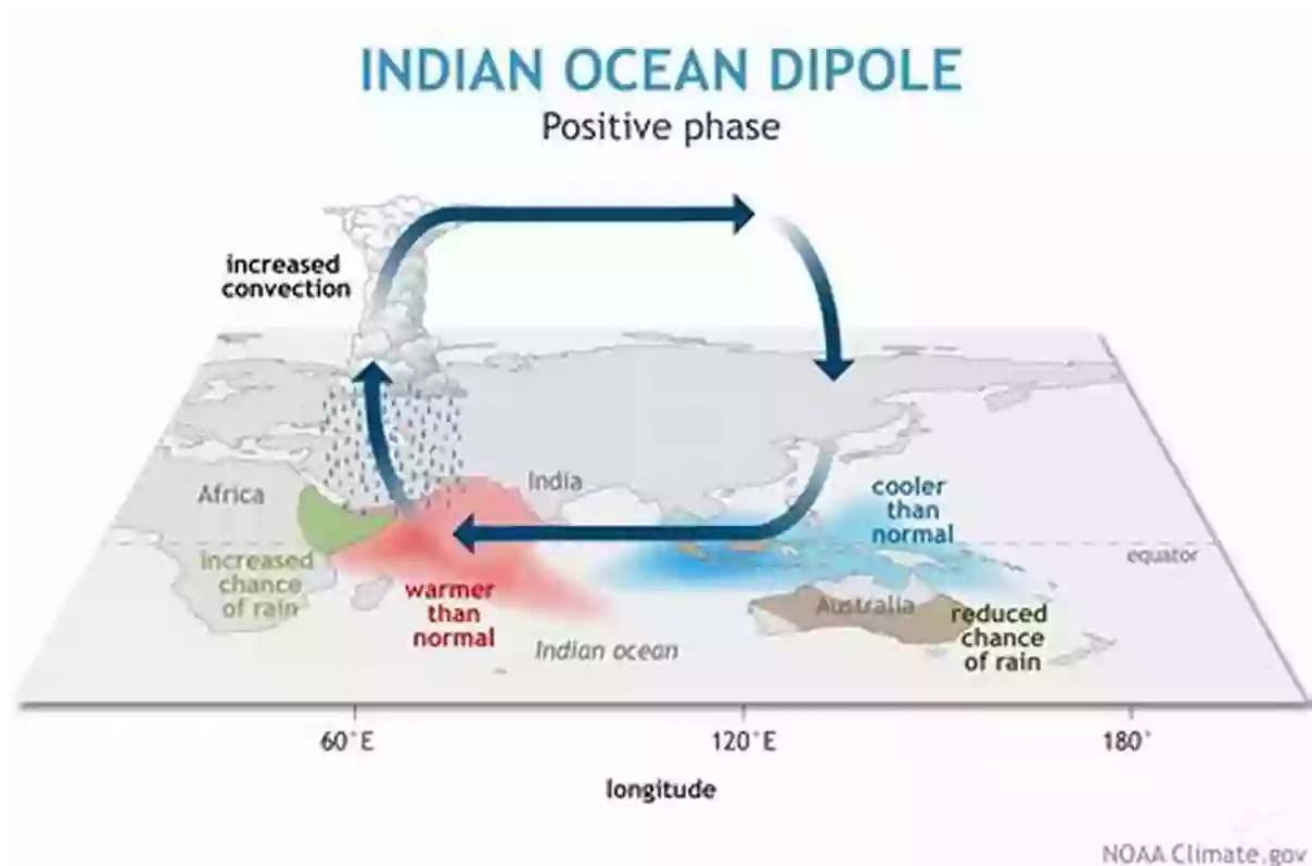 INDIAN OCEAN DIPOLE
Positive phase
increased
convection
Africa
India
cooler
than
normal
equator
increased
chance
of rain
warmer
than
normal
Australia
reduced
chance
of rain
Indian ocean
60°E
120°E
180°
longitude
NOAA Climate.gov